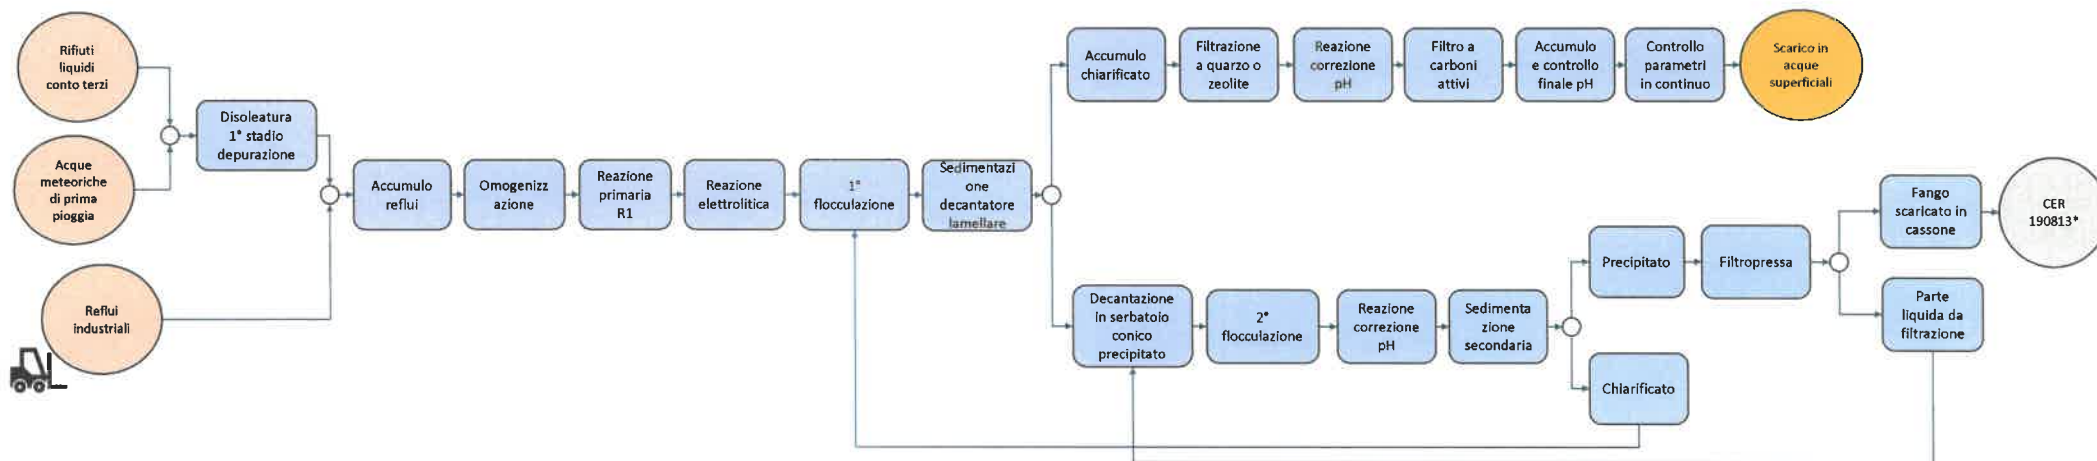 Rifiuti
liquidi
conto terzi
Acque
meteoriche
di prima
pioggia
Reflui
industriali
Disoleatura
1° stadio
depurazione
Accumulo
reflui
Omogenizz
azione
Reazione
primaria
R1
Reazione
elettrolitica
1°
flocculazione
Sedimentazi
one
decantatore
lamellare
Accumulo
chiarificato
Filtrazione
a quarzo o
zeolite
Reazione
correzione
pH
Filtro a
carboni
attivi
Accumulo
e controllo
finale pH
Controllo
parametri
in continuo
Scarico in
acque
superficiali
Decantazione
in serbatoio
conico
precipitato
2°
flocculazione
Reazione
correzione
pH
Sedimenta
zione
secondaria
Precipitato
Filtropressa
Chiarificato
Fango
scaricato in
cassone
CER
190813*
Parte
liquida da
filtrazione